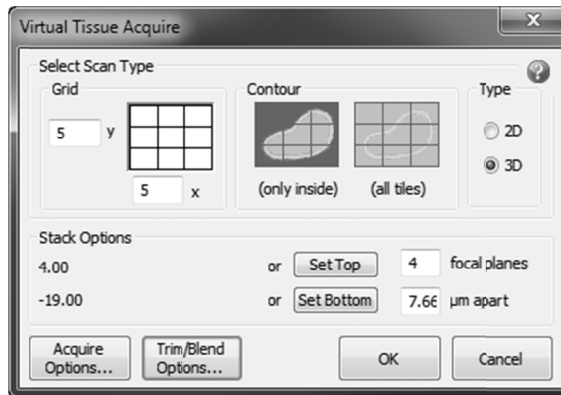 Virtual Tissue Acquire
x
?
Select Scan Type
Grid
5 y
5 x
Contour
(only inside) (all tiles)
Type
2D
3D
Stack Options
4.00 or Set Top 4 focal planes
-19.00 or Set Bottom 7.66 µm apart
Acquire
Options...
Trim/Blend
Options...
OK
Cancel